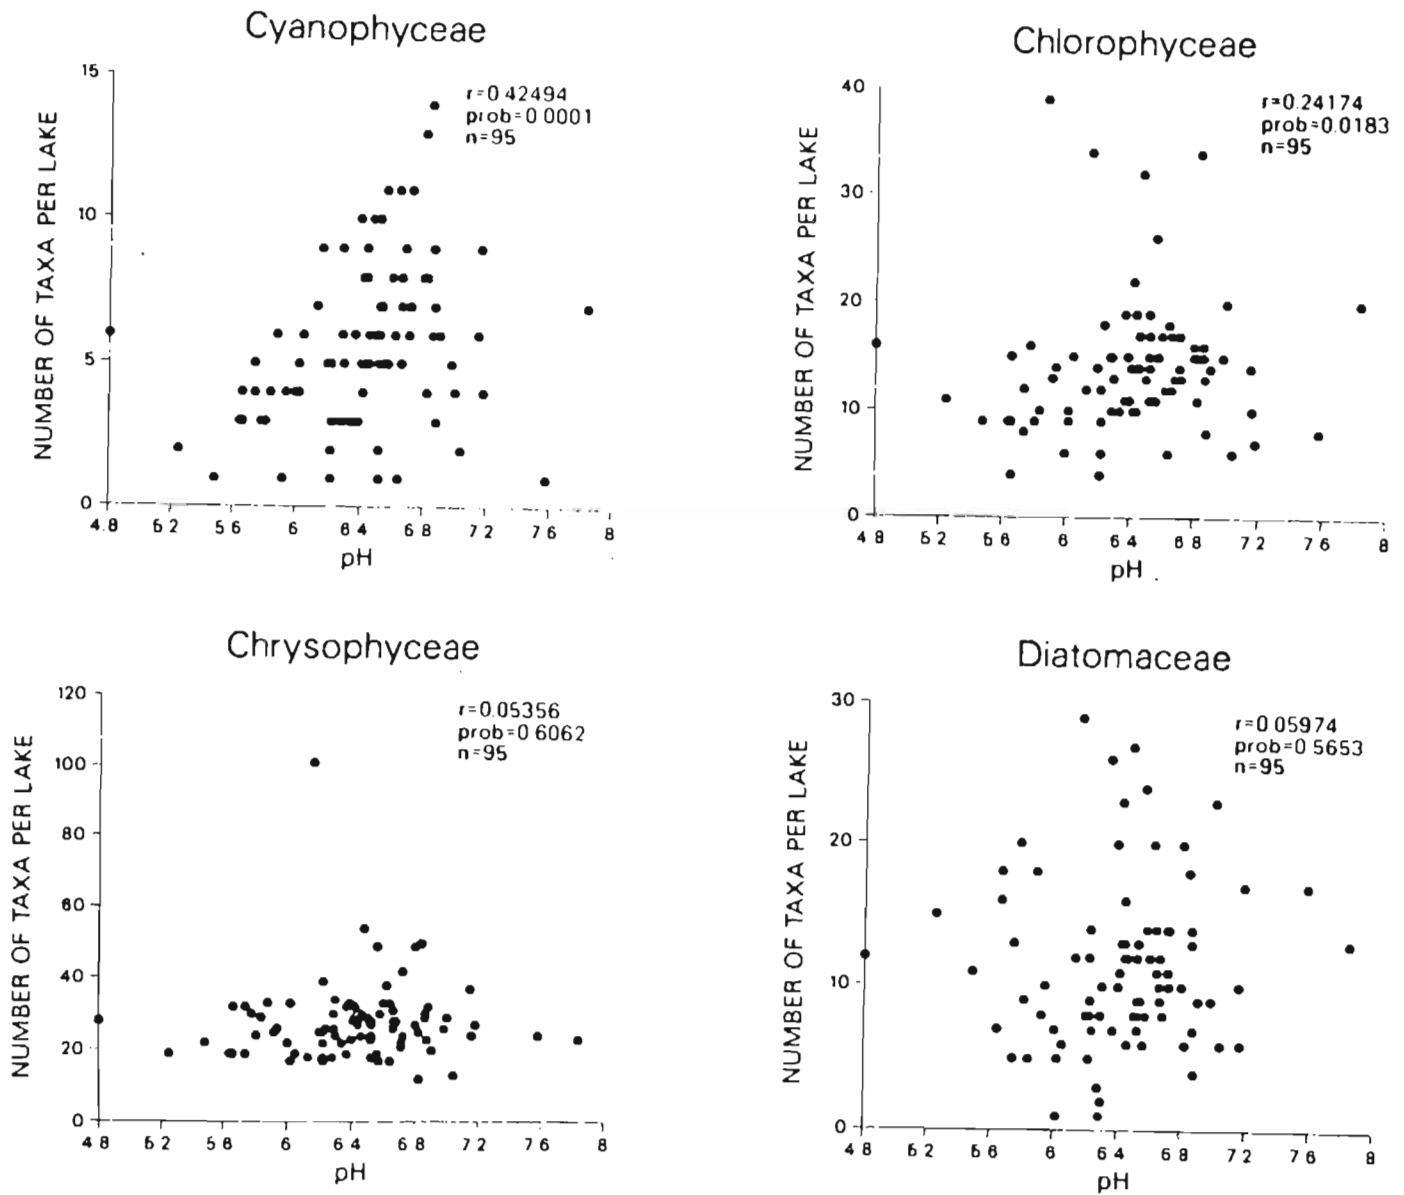 Cyanophyceae
15
10
5
0
r=0.42494
prob=0.0001
n=95
NUMBER OF TAXA PER LAKE
4.8 5 2 5 6 6 6 4 6 8 7 2 7 6 8
pH
Chlorophyceae
40
30
20
10
0
r=0.24174
prob=0.0183
n=95
NUMBER OF TAXA PER LAKE
4 8 5 2 5 6 6 6 4 6 8 7 2 7 6 8
pH
Chrysophyceae
120
100
80
60
40
20
0
r=0.05356
prob=0.6062
n=95
NUMBER OF TAXA PER LAKE
4 8 5 2 5 6 6 6 4 6 8 7 2 7 6 8
pH
Diatomaceae
30
20
10
0
r=0.05974
prob=0.5653
n=95
NUMBER OF TAXA PER LAKE
4 8 5 2 5 6 6 6 4 6 8 7 2 7 6 8
pH